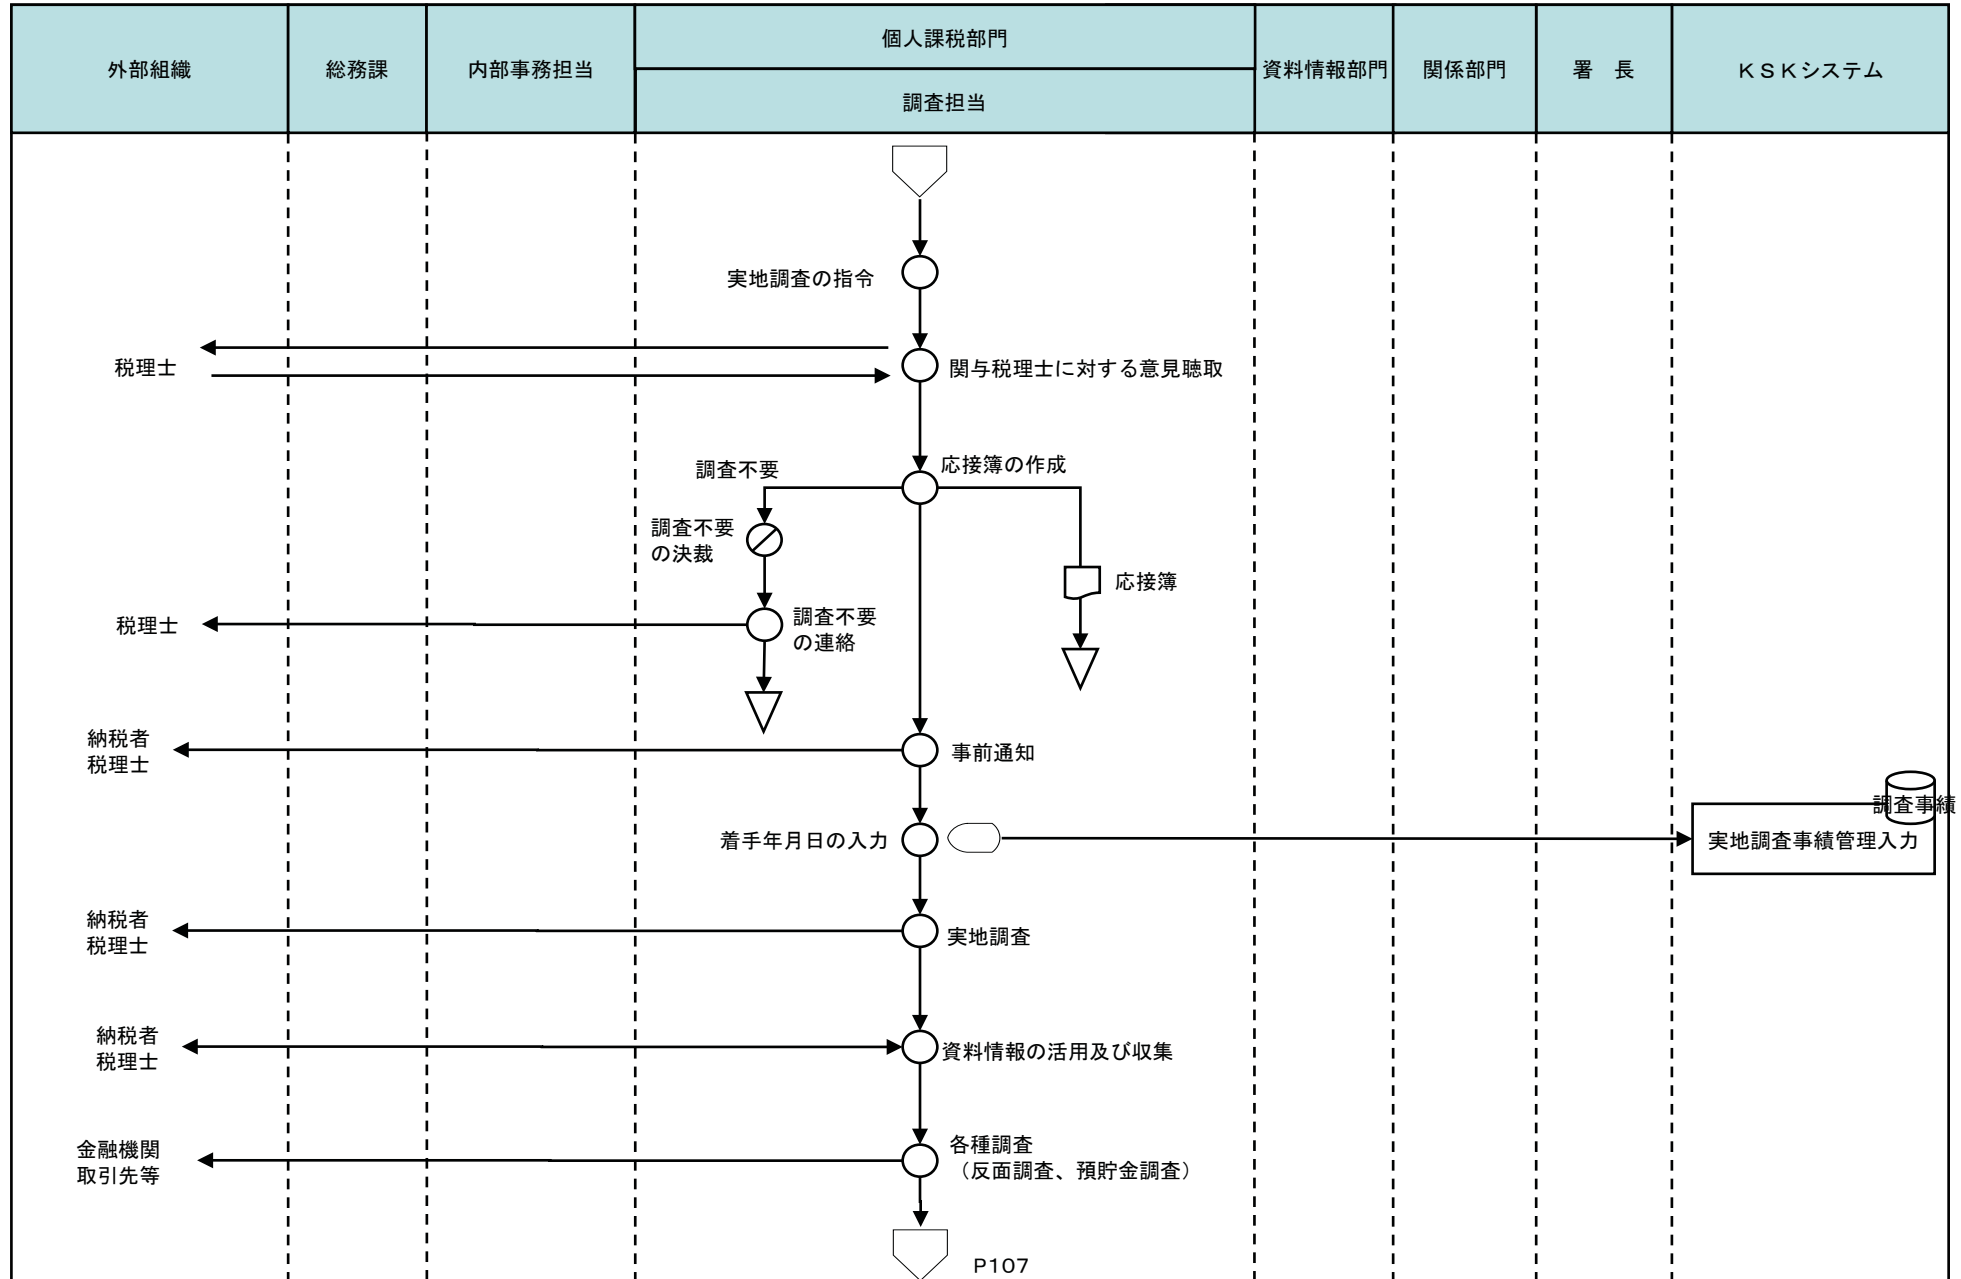 外部組織
総務課
内部事務担当
個人課税部門
調査担当
資料情報部門
関係部門
署　長
ＫＳＫシステム
実地調査の指令
税理士
関与税理士に対する意見聴取
調査不要
応接簿の作成
調査不要
の決裁
応接簿
税理士
調査不要
の連絡
納税者
税理士
事前通知
調査事績
着手年月日の入力
実地調査事績管理入力
納税者
税理士
実地調査
納税者
税理士
資料情報の活用及び収集
金融機関
取引先等
各種調査
（反面調査、預貯金調査）
P107